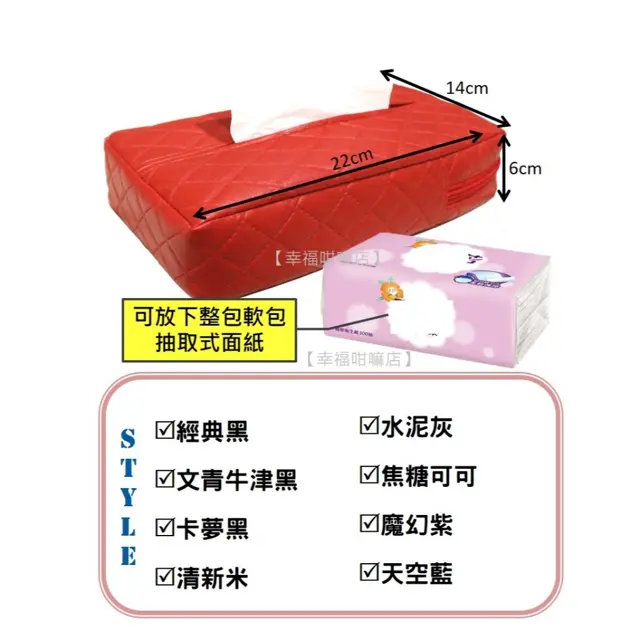 14cm
22cm
6cm
【幸福咁嘛店】
可放下整包軟包
抽取式面紙
【幸福咁嘛店】
STYLE
☑經典黑
☑文青牛津黑
☑卡夢黑
☑清新米
☑水泥灰
☑焦糖可可
☑魔幻紫
☑天空藍